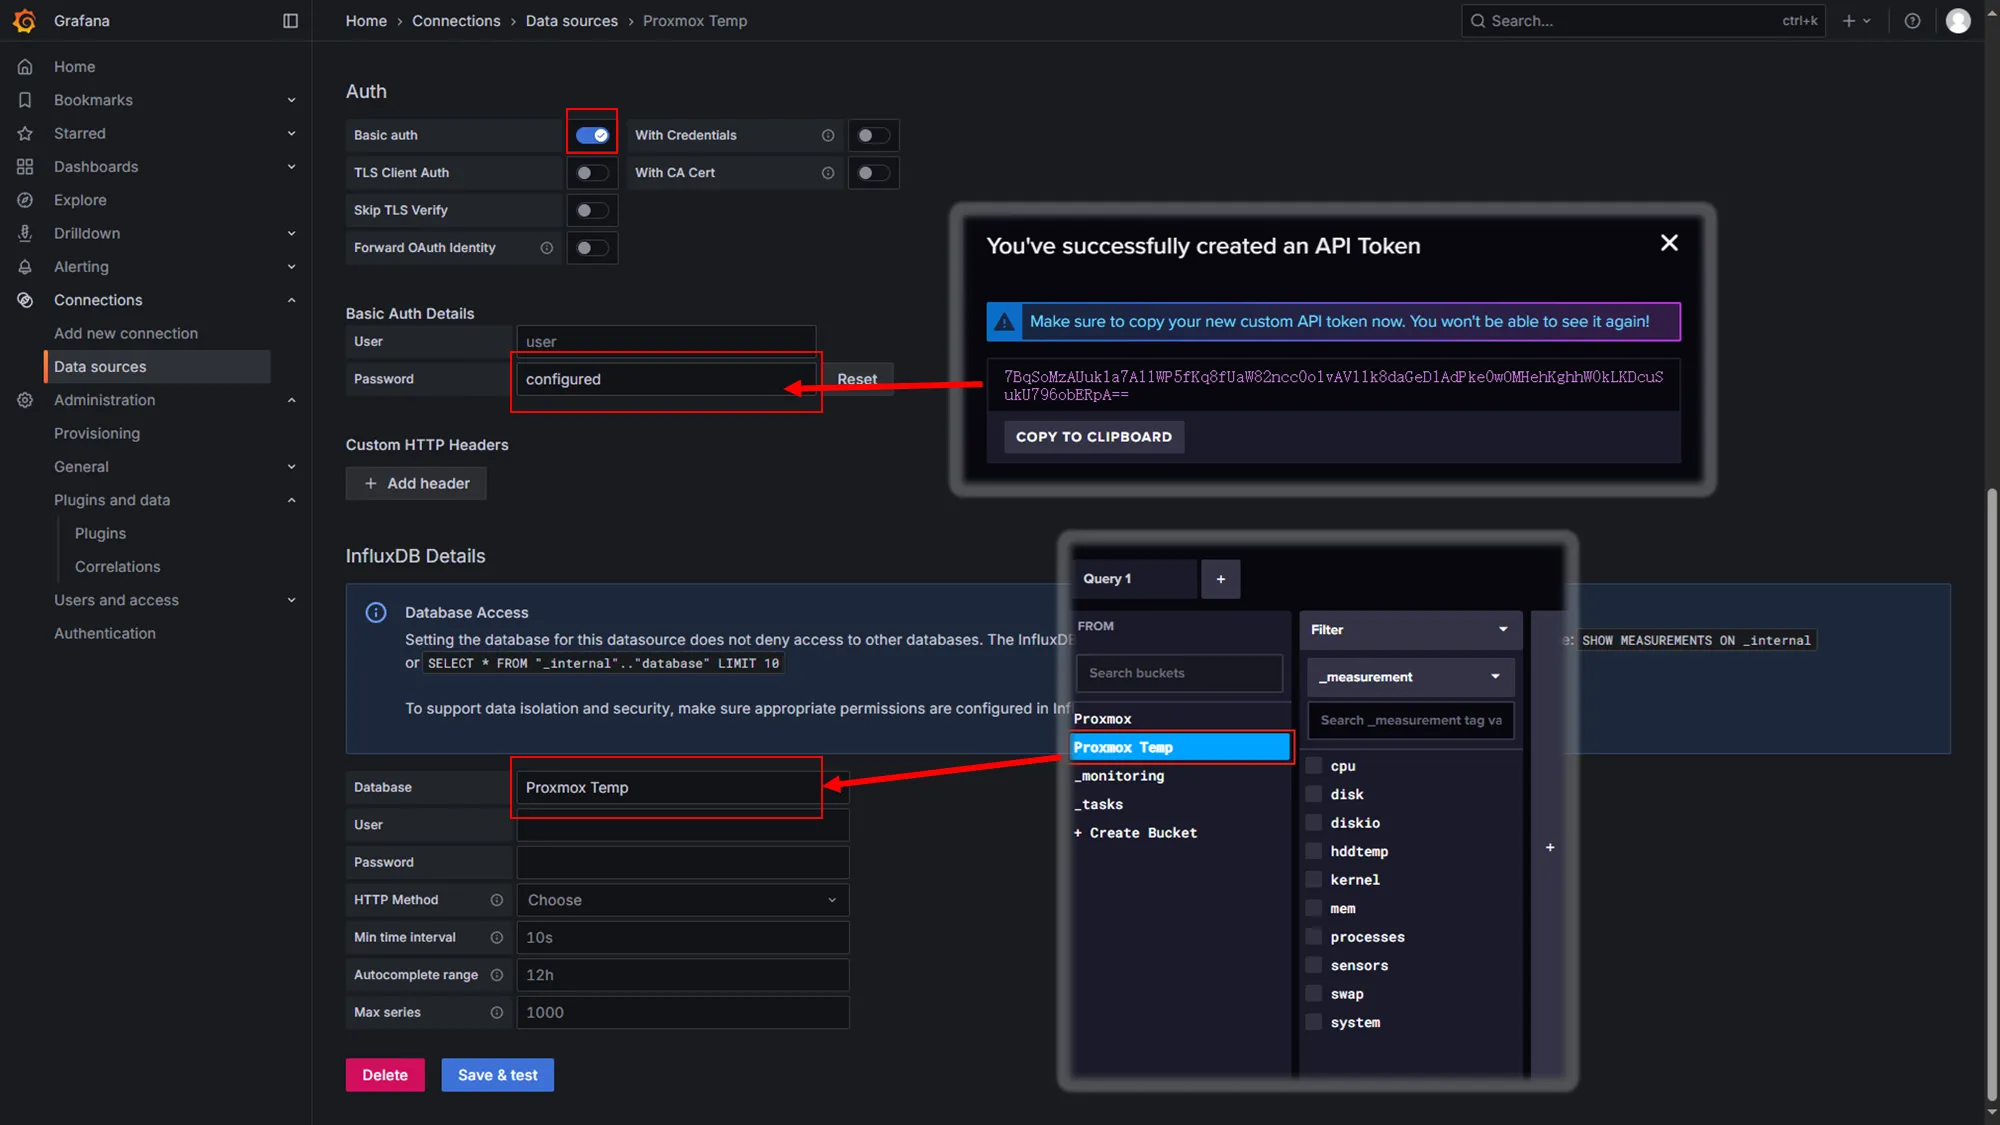 Grafana
Home › Connections › Data sources › Proxmox Temp
Search...
ctrl+k
Home
Bookmarks
Starred
Dashboards
Explore
Drilldown
Alerting
Connections
Add new connection
Data sources
Administration
Provisioning
General
Plugins and data
Plugins
Correlations
Users and access
Authentication
Auth
Basic auth
With Credentials
TLS Client Auth
With CA Cert
Skip TLS Verify
Forward OAuth Identity
Basic Auth Details
User
user
Password
configured
Reset
Custom HTTP Headers
+ Add header
InfluxDB Details
Database Access
Setting the database for this datasource does not deny access to other databases. The InfluxDB
e: SHOW MEASUREMENTS ON _internal
or SELECT * FROM "_internal".."database" LIMIT 10
To support data isolation and security, make sure appropriate permissions are configured in Inf
Database
Proxmox Temp
User
Password
HTTP Method
Choose
Min time interval
10s
Autocomplete range
12h
Max series
1000
Delete
Save & test
You've successfully created an API Token
Make sure to copy your new custom API token now. You won't be able to see it again!
COPY TO CLIPBOARD
Query 1
+
FROM
Search buckets
Proxmox
Proxmox Temp
_monitoring
_tasks
+ Create Bucket
Filter
_measurement
Search _measurement tag va
cpu
disk
diskio
hddtemp
kernel
mem
processes
sensors
swap
system
+